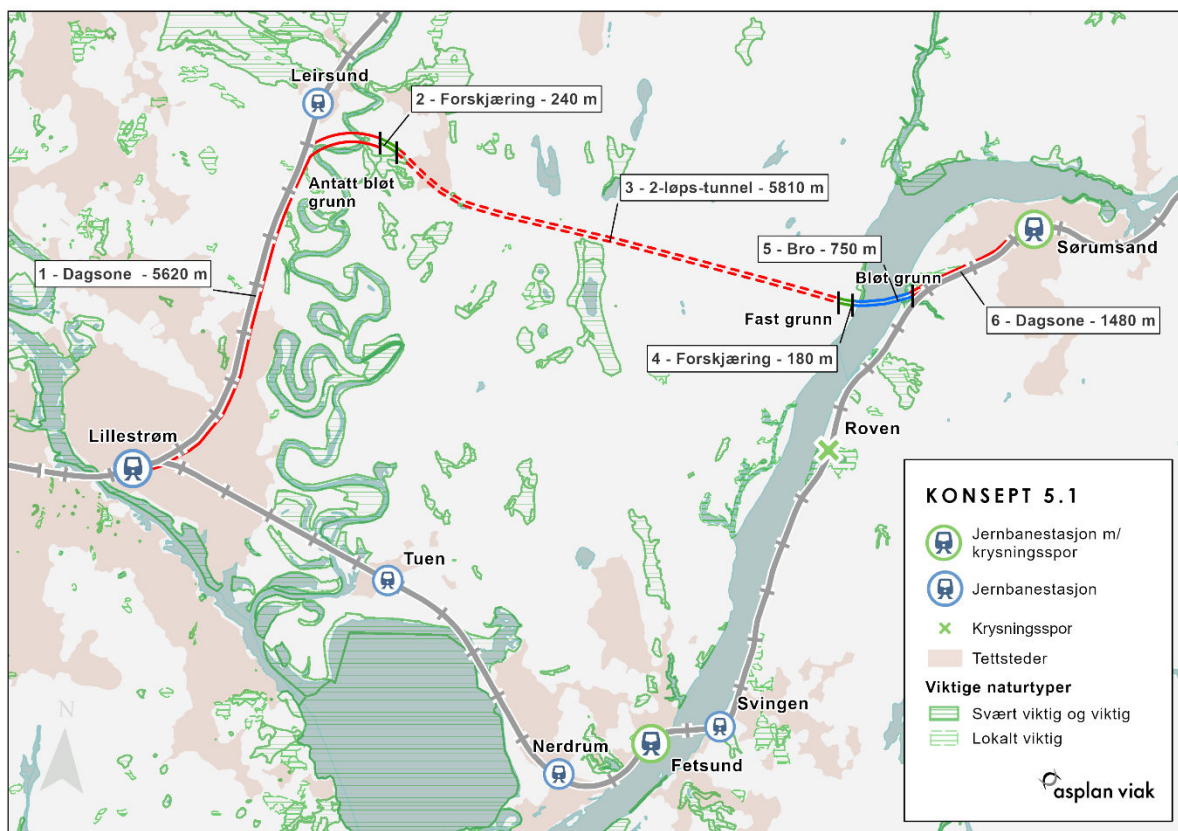 Leirsund
2 - Forskjæring - 240 m
Antatt bløt
grunn
3 - 2-løps-tunnel - 5810 m
1 - Dagsone - 5620 m
5 - Bro - 750 m
Sørumsand
Bløt grunn
Fast grunn
6 - Dagsone - 1480 m
4 - Forskjæring - 180 m
Lillestrøm
Roven
Tuen
Svingen
Nerdrum
Fetsund
N
KONSEPT 5.1
Jernbanestasjon m/
krysningsspor
Jernbanestasjon
Krysningsspor
Tettsteder
Viktige naturtyper
Svært viktig og viktig
Lokalt viktig
asplan viak